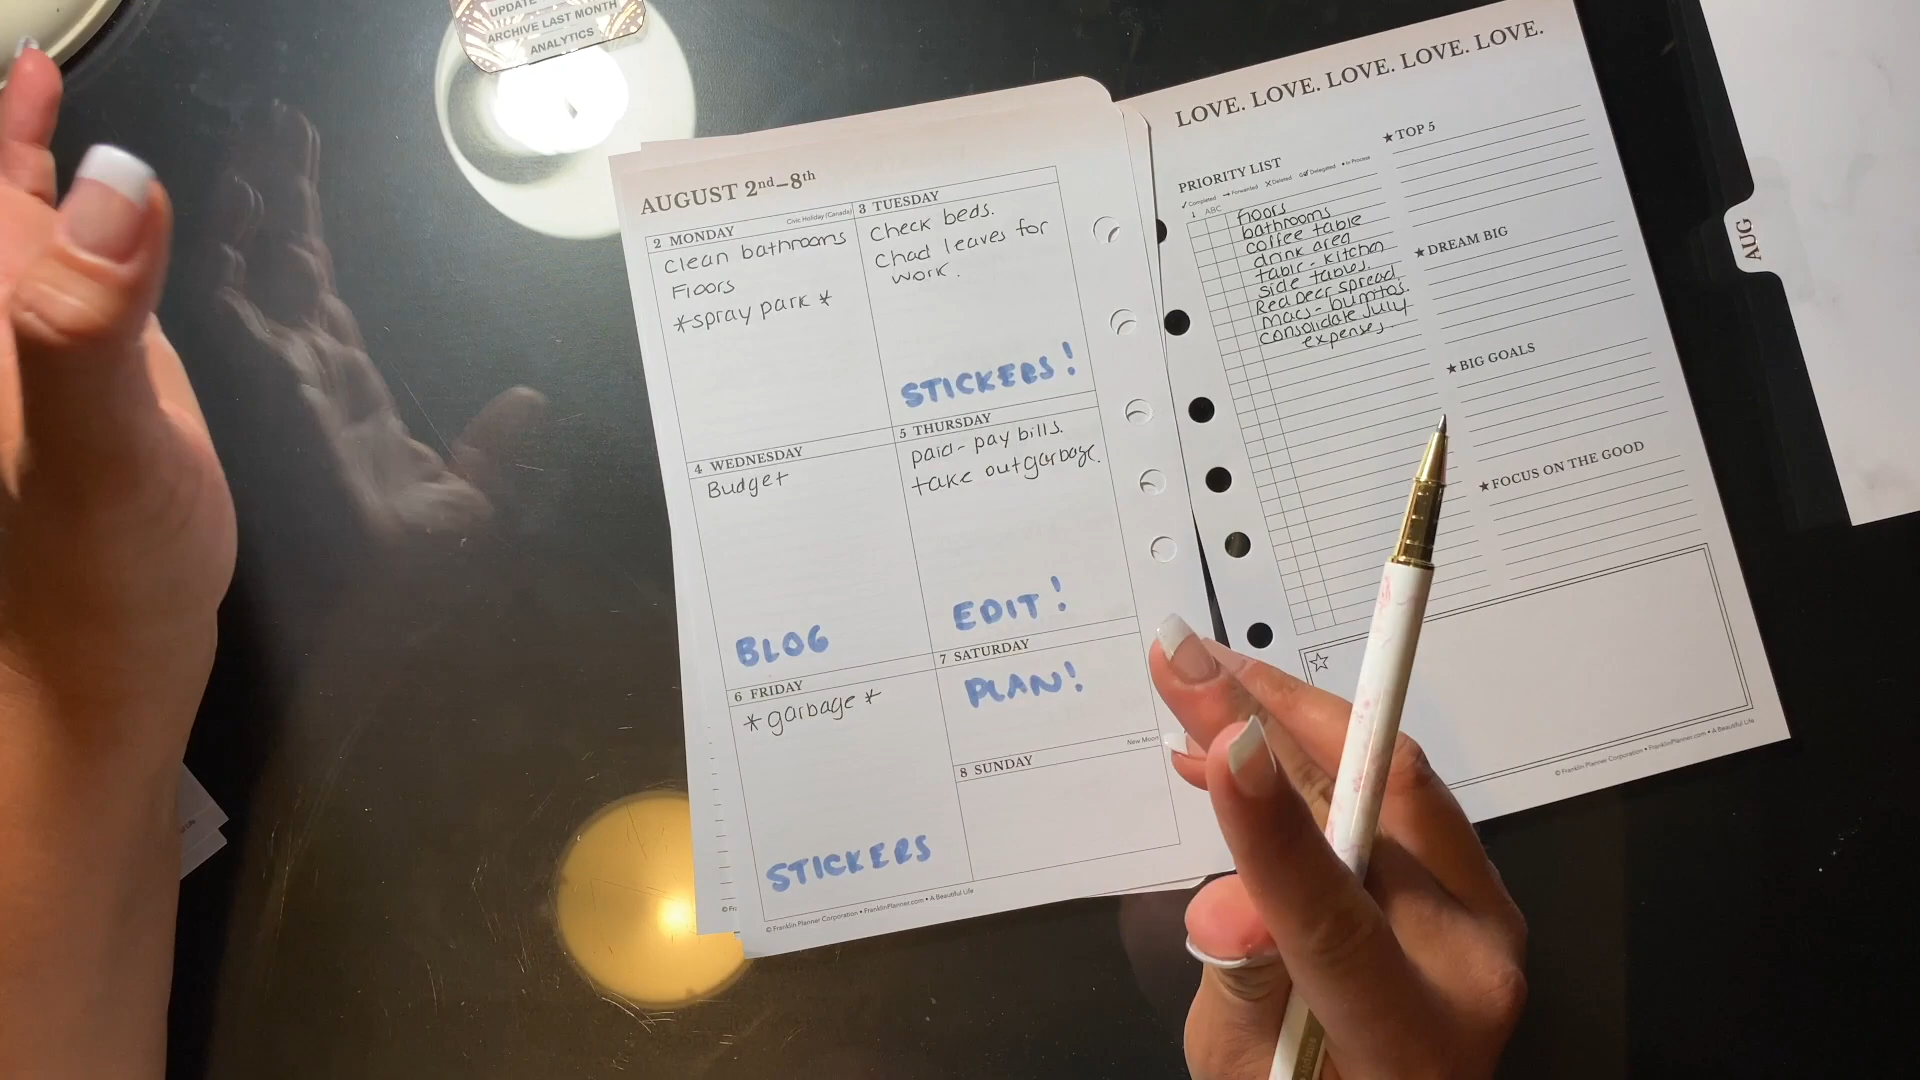 UPDATE
ARCHIVE LAST MONTH
ANALYTICS
AUGUST 2nd–8th
Civic Holiday (Canada)
2 MONDAY
Clean bathrooms
Floors
*spray park*
3 TUESDAY
Check beds.
Chad leaves for
work.
STICKERS!
4 WEDNESDAY
Budget
BLOG
5 THURSDAY
paid - pay bills.
take out garbage.
EDIT!
6 FRIDAY
*garbage*
STICKERS
7 SATURDAY
PLAN!
New Moon
8 SUNDAY
© Franklin Planner Corporation • FranklinPlanner.com • A Beautiful Life
© Fr
LOVE. LOVE. LOVE. LOVE. LOVE.
PRIORITY LIST
✓ Completed → Forwarded X Deleted Delegated • In Process
ABC
Floors
bathrooms
coffee table
drink area
table - kitchen
side tables.
Red Deer spread.
Macs -
consolidate July
expenses.
★ TOP 5
★ DREAM BIG
★ BIG GOALS
★ FOCUS ON THE GOOD
© Franklin Planner Corporation • FranklinPlanner.com • A Beautiful Life
AUG